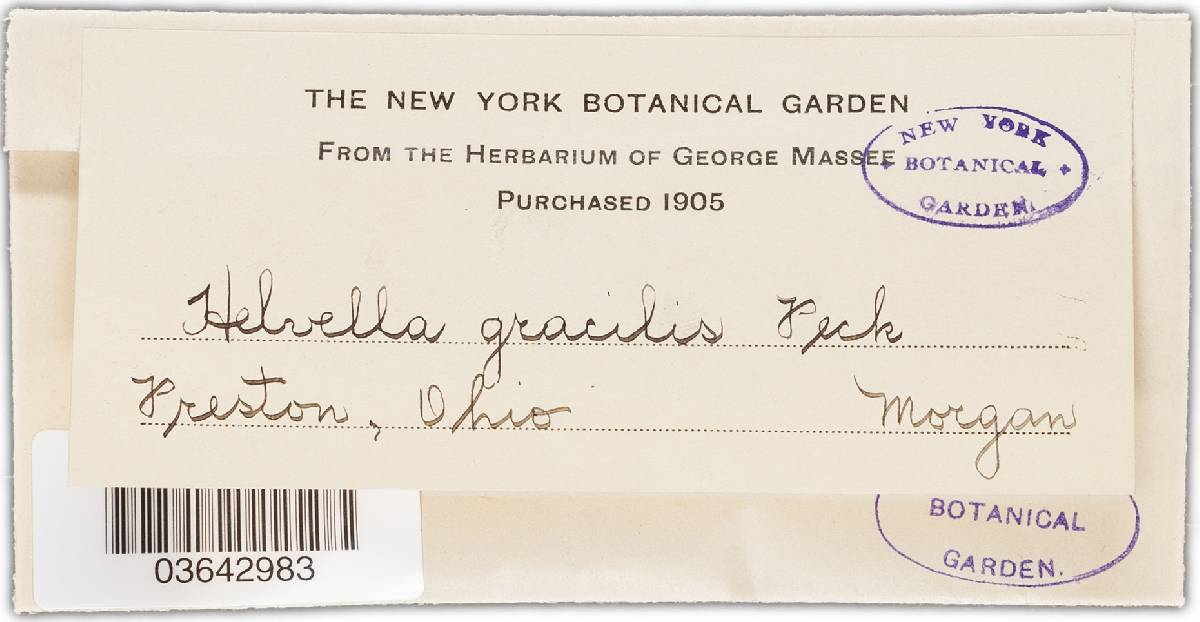 THE NEW YORK BOTANICAL GARDEN
FROM THE HERBARIUM OF GEORGE MASSEE
PURCHASED 1905
NEW YORK
BOTANICAL
GARDEN.
Helvella gracilis Peck
Preston, Ohio Morgan
BOTANICAL
GARDEN.
03642983